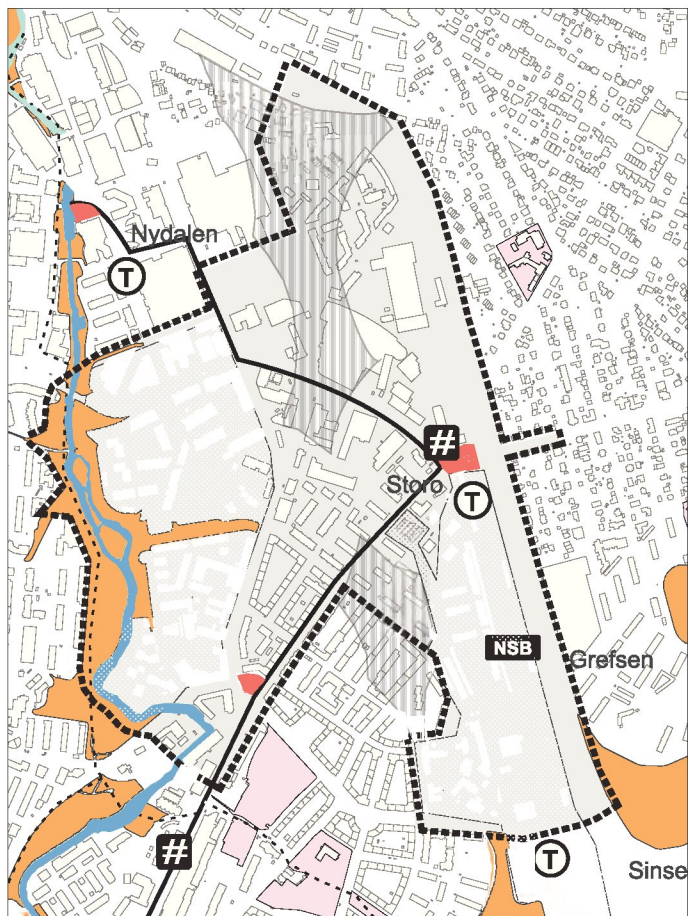 Nydalen
T
#
Storo
T
NSB
Grefsen
#
T
Sinse